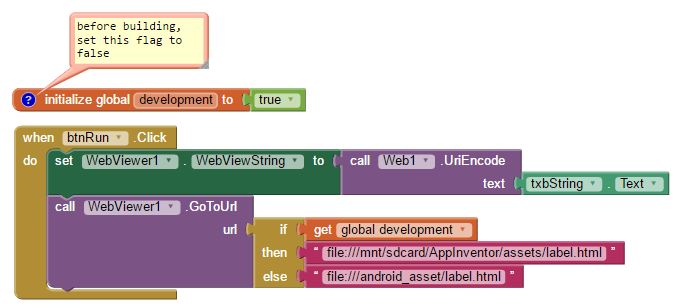 before building,
set this flag to
false
? initialize global development to true
when btnRun .Click
do set WebViewer1 . WebViewString to call Web1 .UriEncode
text txbString . Text
call WebViewer1 .GoToUrl
url if get global development
then " file:///mnt/sdcard/AppInventor/assets/label.html "
else " file:///android_asset/label.html "